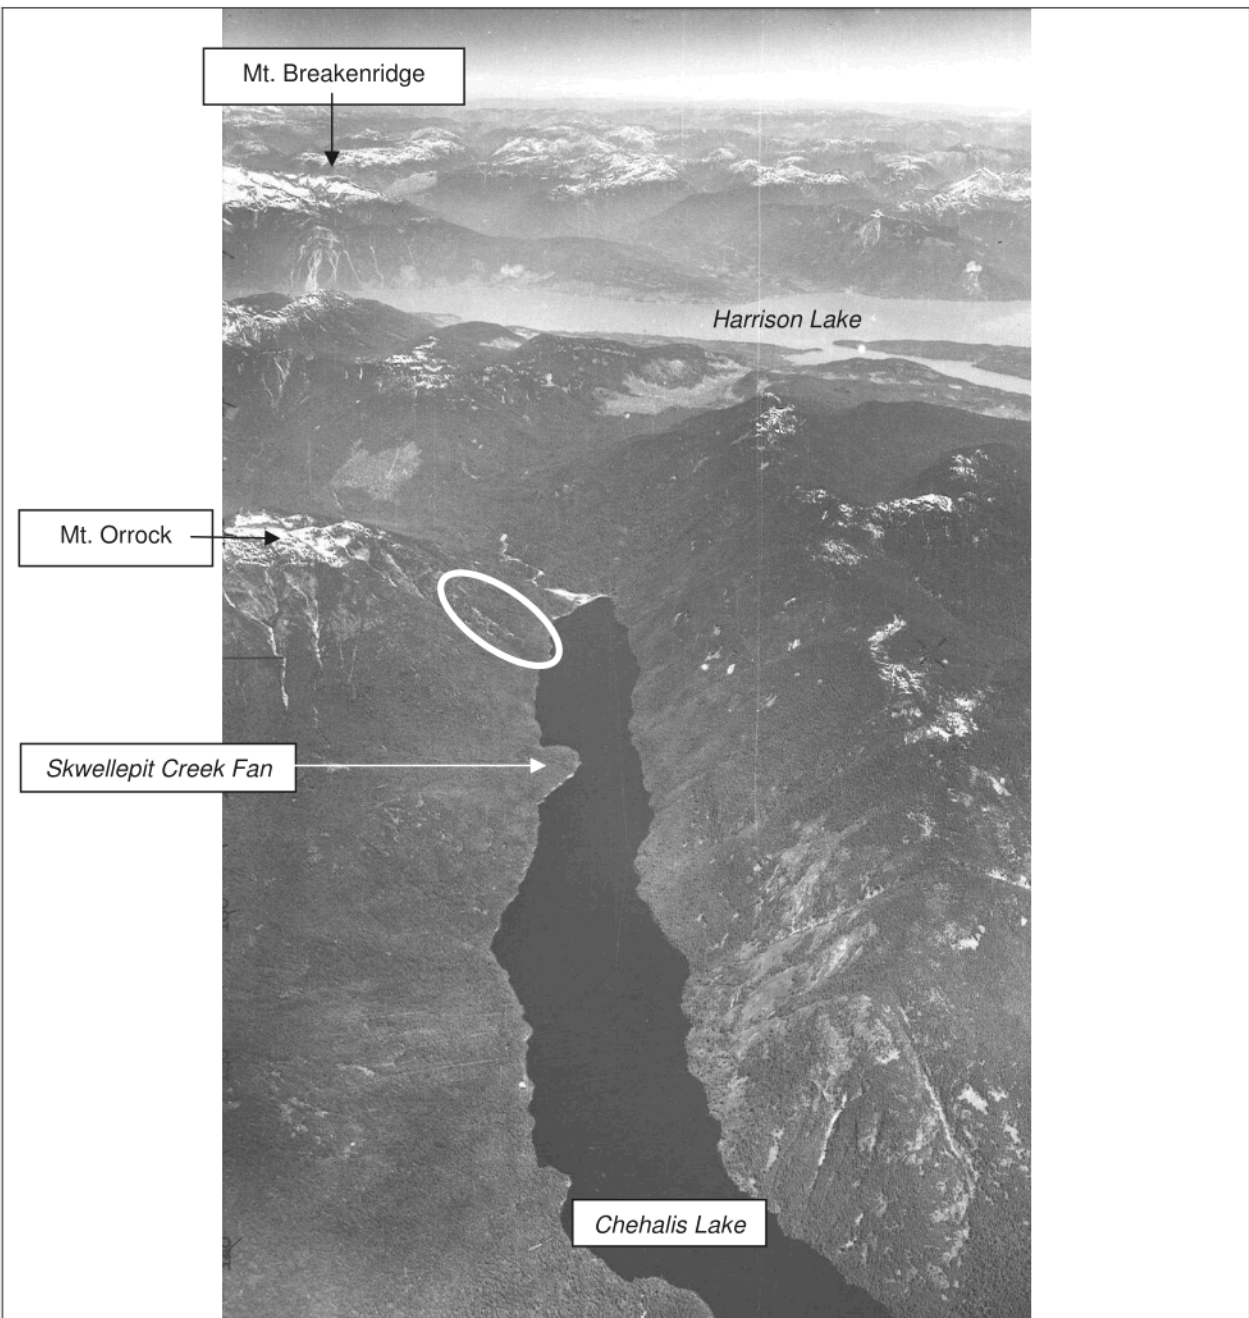 Mt. Breakenridge
Harrison Lake
Mt. Orrock
Skwellepit Creek Fan
Chehalis Lake